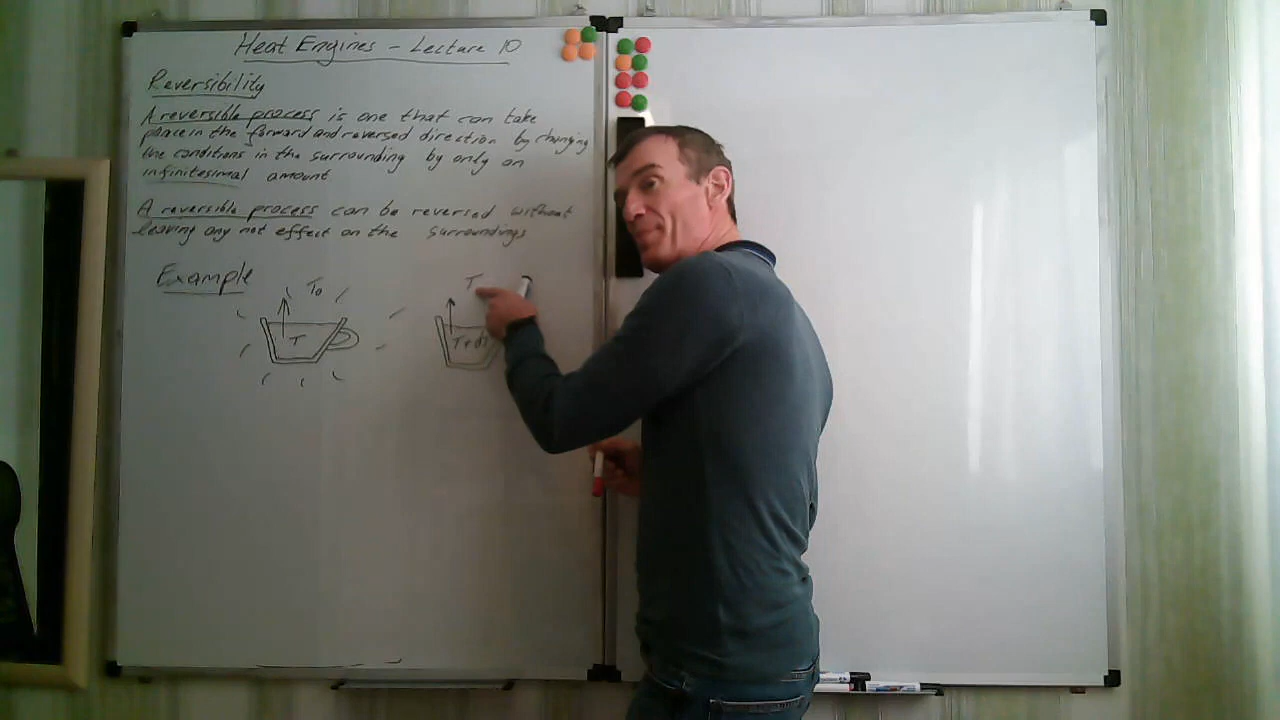 Heat Engines - Lecture 10
Reversibility
A reversible process is one that can take
place in the forward and reversed direction by changing
the conditions in the surrounding by only an
infinitesimal amount
A reversible process can be reversed without
leaving any not effect on the surroundings
Example
T₀
T
T
T+dT